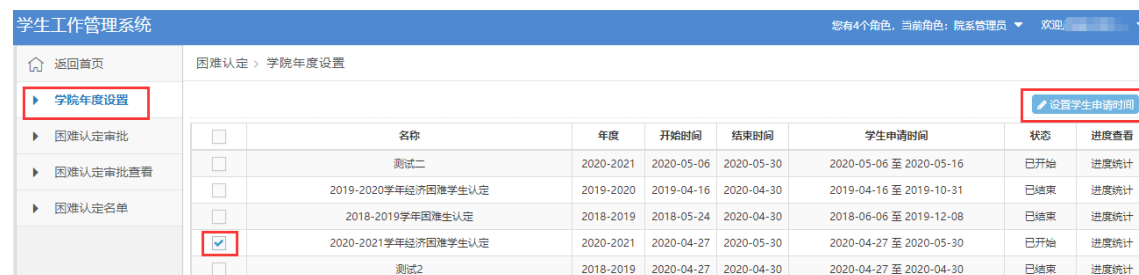 学生工作管理系统
您有4个角色，当前角色：院系管理员 欢迎,
返回首页
困难认定 > 学院年度设置
学院年度设置
设置学生申请时间
困难认定审批
困难认定审批查看
困难认定名单
名称 年度 开始时间 结束时间 学生申请时间 状态 进度查看
测试二 2020-2021 2020-05-06 2020-05-30 2020-05-06 至 2020-05-16 已开始 进度统计
2019-2020学年经济困难学生认定 2019-2020 2019-04-16 2020-04-30 2019-04-16 至 2019-10-31 已结束 进度统计
2018-2019学年困难生认定 2018-2019 2018-05-24 2020-04-30 2018-06-06 至 2019-12-08 已结束 进度统计
2020-2021学年经济困难学生认定 2020-2021 2020-04-27 2020-05-30 2020-04-27 至 2020-05-30 已开始 进度统计
测试2 2018-2019 2020-04-27 2020-04-30 2020-04-27 至 2020-04-30 已结束 进度统计